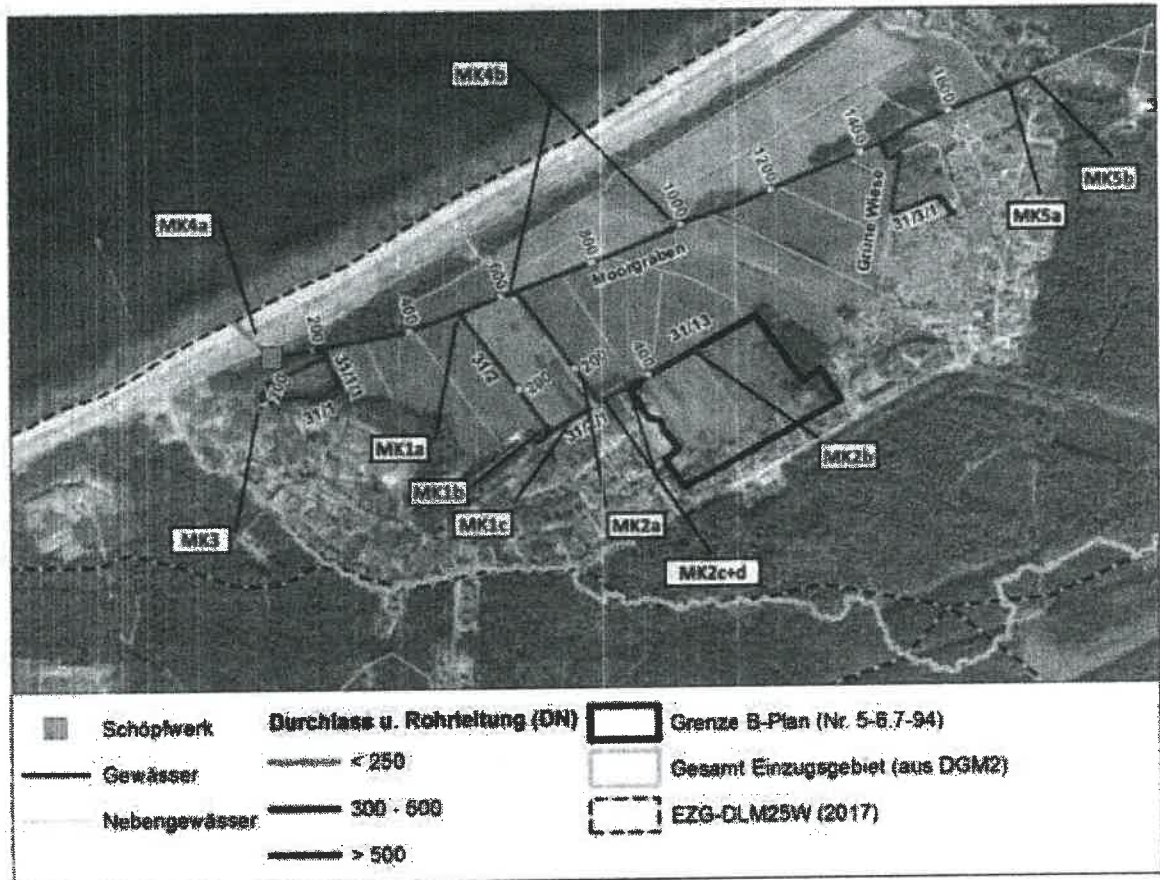 MK4b
MK4a
1600
1400
1200
1000
800
600
400
200
MK5b
MK5a
Grüne Wiese
31/3/1
Moorgraben
31/13
400
200
31/2
200
31/1/1
31/1
200
MK1a
MK1b
MK1c
MK2a
MK2b
MK2c+d
MK3
Schöpfwerk
Gewässer
Nebengewässer
Durchlass u. Rohrleitung (DN)
< 250
300 - 500
> 500
Grenze B-Plan (Nr. 5-6.7-94)
Gesamt Einzugsgebiet (aus DGM2)
EZG-DLM25W (2017)